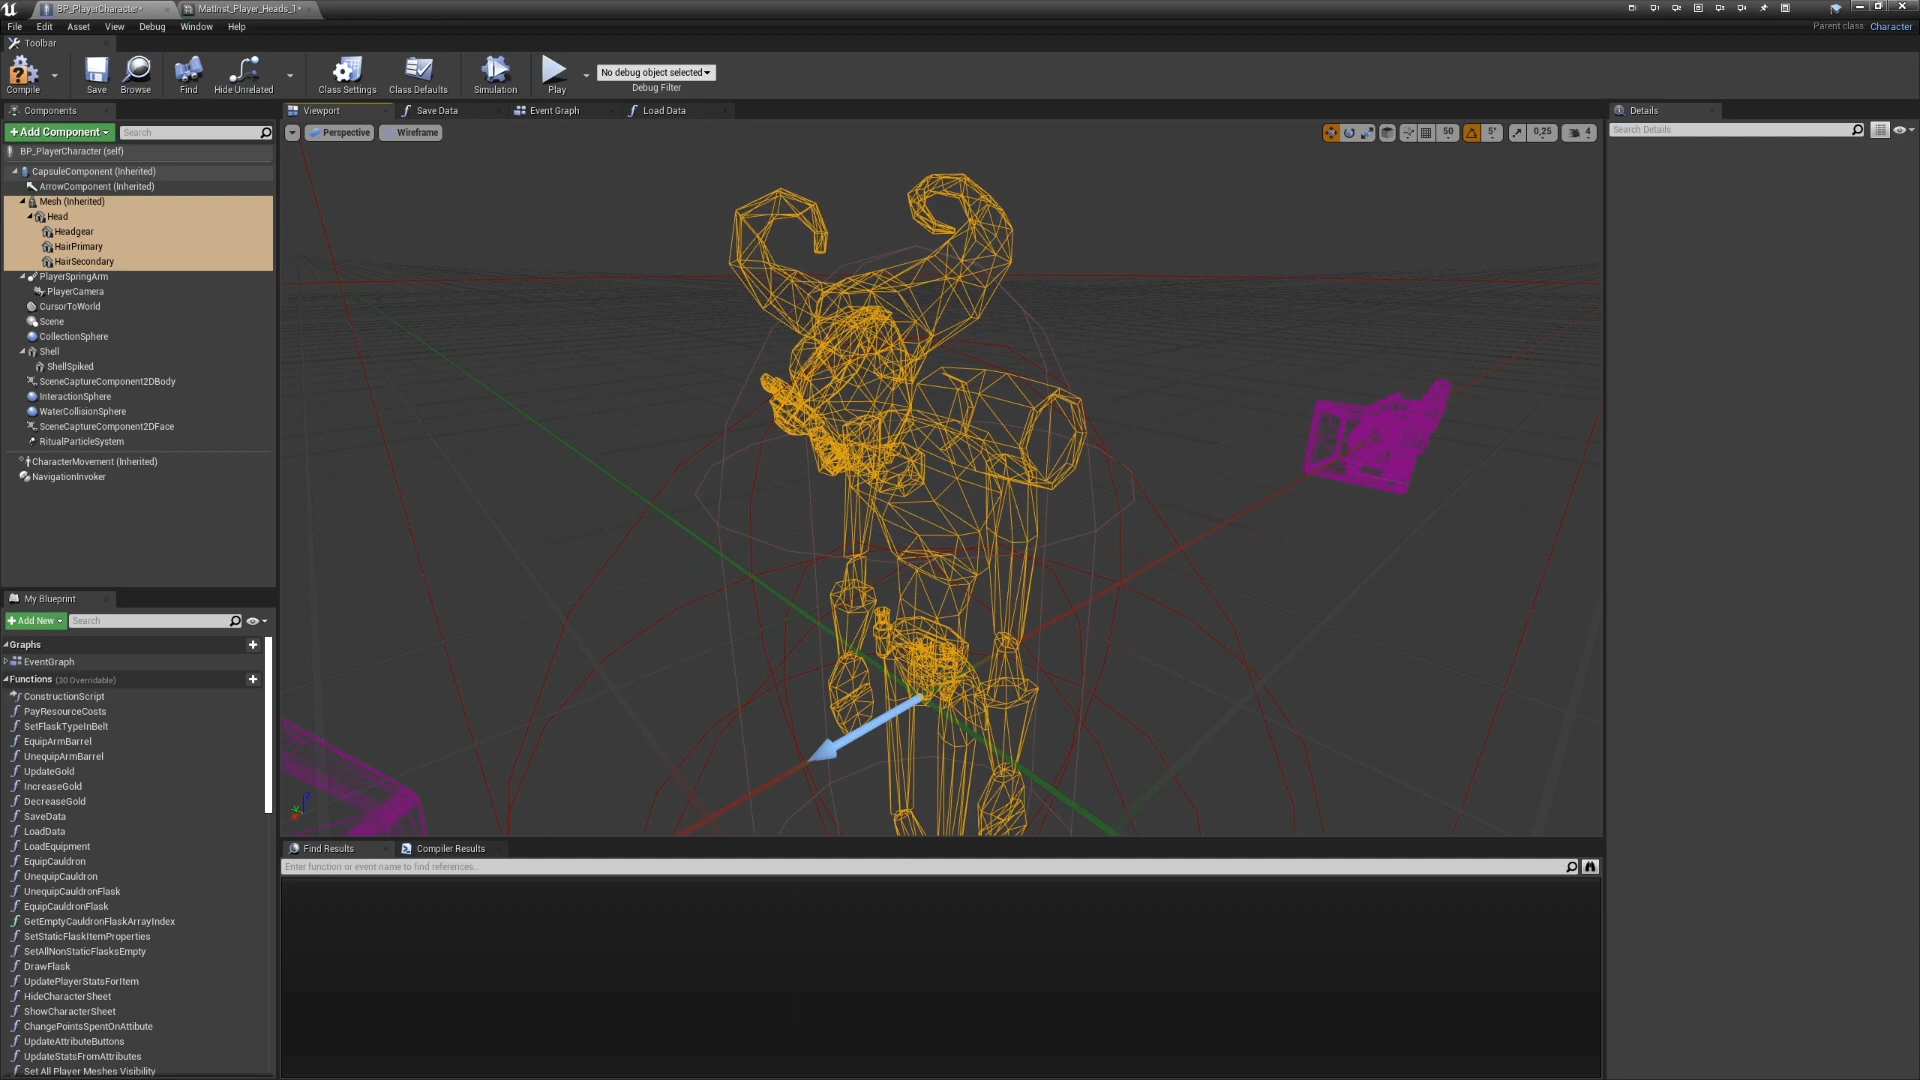 BP_PlayerCharacter*
MatInst_Player_Heads_1*
File Edit Asset View Debug Window Help
Parent class: Character
Toolbar
Compile Save Browse Find Hide Unrelated Class Settings Class Defaults Simulation Play
No debug object selected
Debug Filter
Components
+Add Component
Search
BP_PlayerCharacter (self)
CapsuleComponent (Inherited)
ArrowComponent (Inherited)
Mesh (Inherited)
Head
Headgear
HairPrimary
HairSecondary
PlayerSpringArm
PlayerCamera
CursorToWorld
Scene
CollectionSphere
Shell
ShellSpiked
SceneCaptureComponent2DBody
InteractionSphere
WaterCollisionSphere
SceneCaptureComponent2DFace
RitualParticleSystem
CharacterMovement (Inherited)
NavigationInvoker
My Blueprint
+Add New
Search
Graphs
EventGraph
Functions (30 Overridable)
ConstructionScript
PayResourceCosts
SetFlaskTypeInBelt
EquipArmBarrel
UnequipArmBarrel
UpdateGold
IncreaseGold
DecreaseGold
SaveData
LoadData
LoadEquipment
EquipCauldron
UnequipCauldron
UnequipCauldronFlask
EquipCauldronFlask
GetEmptyCauldronFlaskArrayIndex
SetStaticFlaskItemProperties
SetAllNonStaticFlasksEmpty
DrawFlask
UpdatePlayerStatsForItem
HideCharacterSheet
ShowCharacterSheet
ChangePointsSpentOnAttibute
UpdateAttributeButtons
UpdateStatsFromAttributes
Set All Player Meshes Visibility
Viewport
Save Data
Event Graph
Load Data
Perspective
Wireframe
50
5°
0,25
4
Z
Find Results
Compiler Results
Enter function or event name to find references...
Details
Search Details